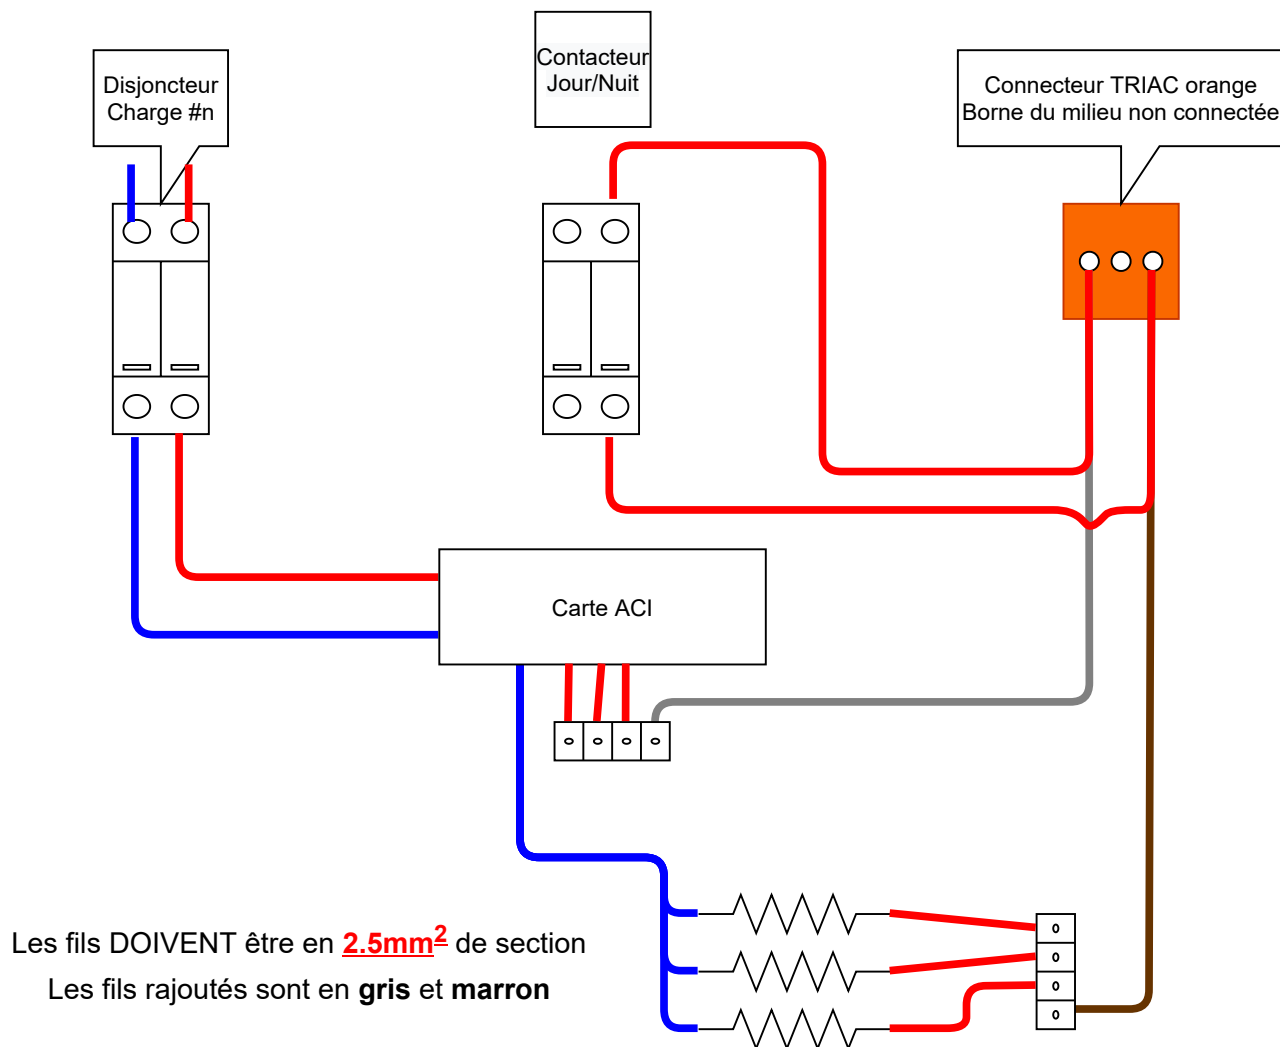 Disjoncteur
Charge #n
Contacteur
Jour/Nuit
Connecteur TRIAC orange
Borne du milieu non connectée
Carte ACI
Les fils DOIVENT être en 2.5mm² de section
Les fils rajoutés sont en gris et marron